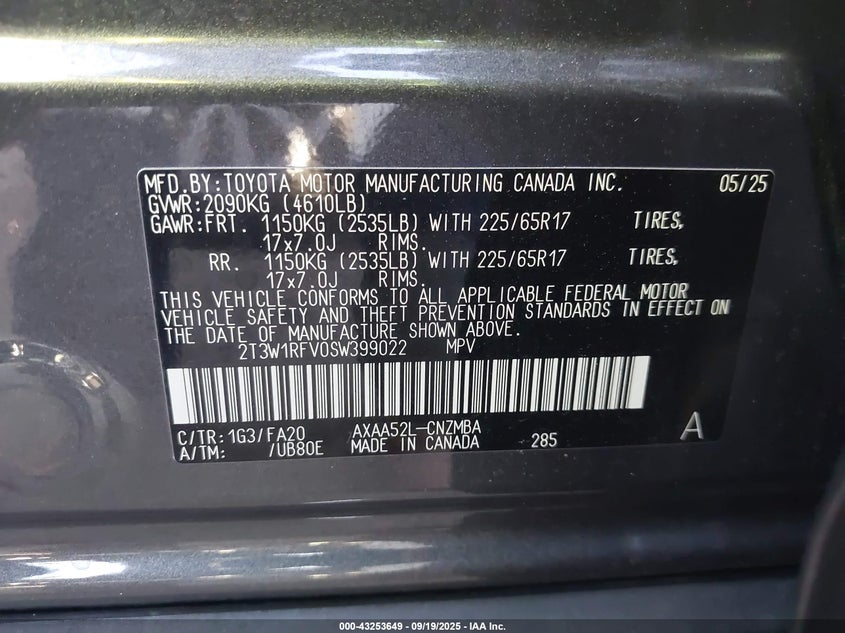 MFD.BY:TOYOTA MOTOR MANUFACTURING CANADA INC. 05/25
GVWR:2090KG (4610LB)
GAWR:FRT. 1150KG (2535LB) WITH 225/65R17 TIRES,
17x7.0J RIMS.
RR. 1150KG (2535LB) WITH 225/65R17 TIRES,
17x7.0J RIMS.
THIS VEHICLE CONFORMS TO ALL APPLICABLE FEDERAL MOTOR
VEHICLE SAFETY AND THEFT PREVENTION STANDARDS IN EFFECT ON
THE DATE OF MANUFACTURE SHOWN ABOVE.
2T3W1RFV0SW399022 MPV
C/TR:1G3/FA20 AXAA52L-CNZMBA A
A/TM: /UB80E MADE IN CANADA 285
000-43253649 - 09/19/2025 - IAA Inc.